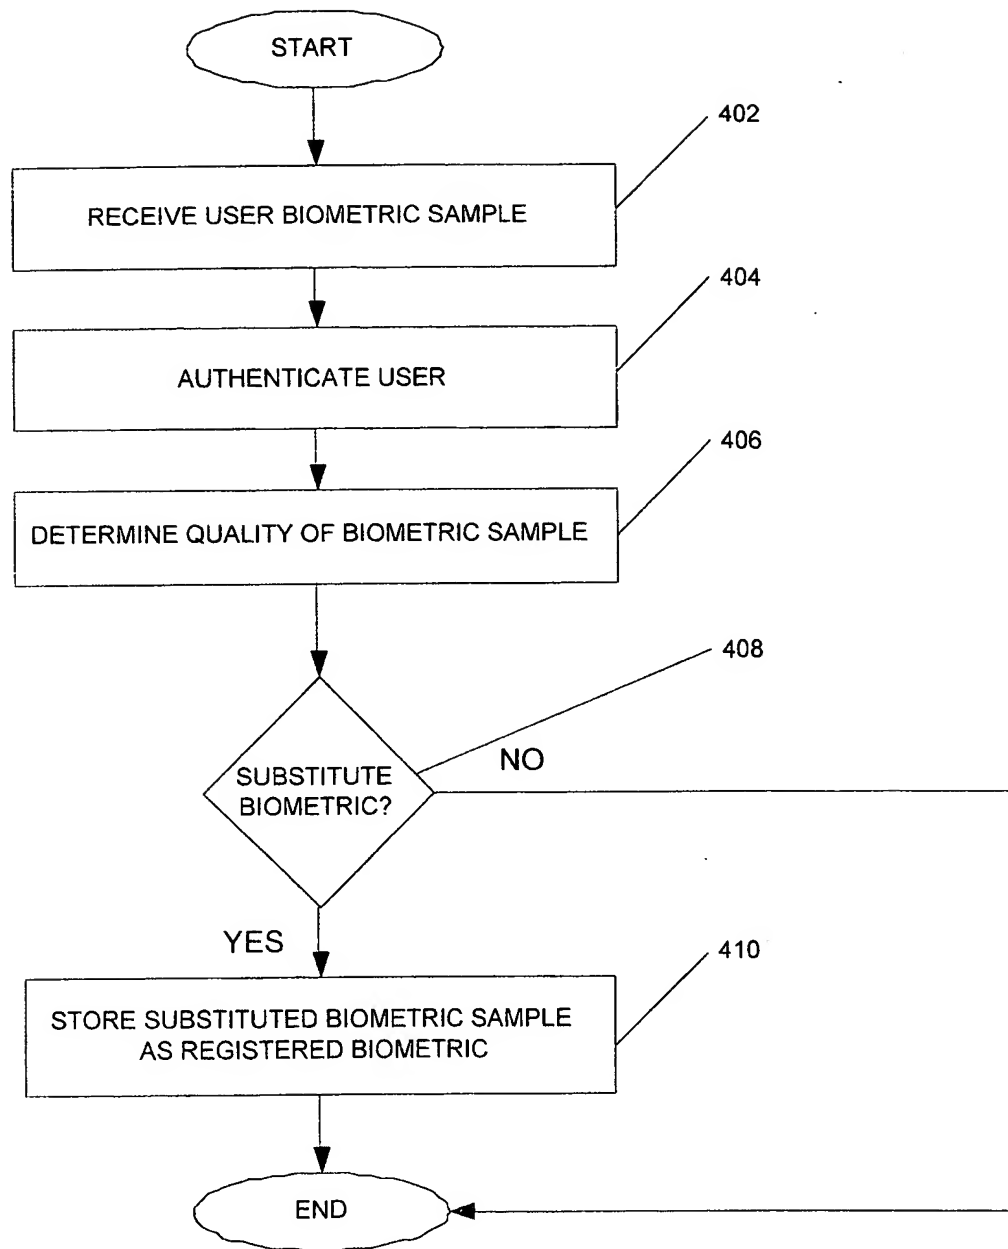 START
402
RECEIVE USER BIOMETRIC SAMPLE
404
AUTHENTICATE USER
406
DETERMINE QUALITY OF BIOMETRIC SAMPLE
408
SUBSTITUTE
BIOMETRIC?
NO
YES
410
STORE SUBSTITUTED BIOMETRIC SAMPLE
AS REGISTERED BIOMETRIC
END